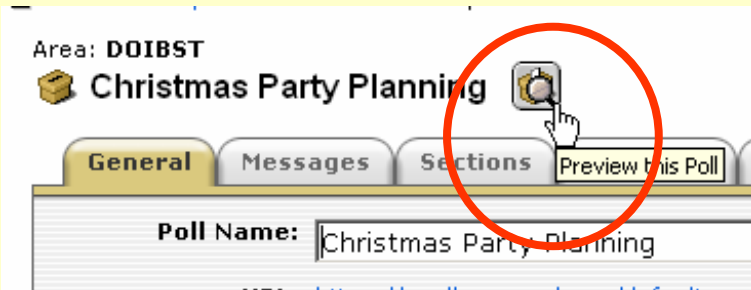 Area: DOIBST
Christmas Party Planning
General Messages Sections Preview this Poll
Poll Name: Christmas Party Planning